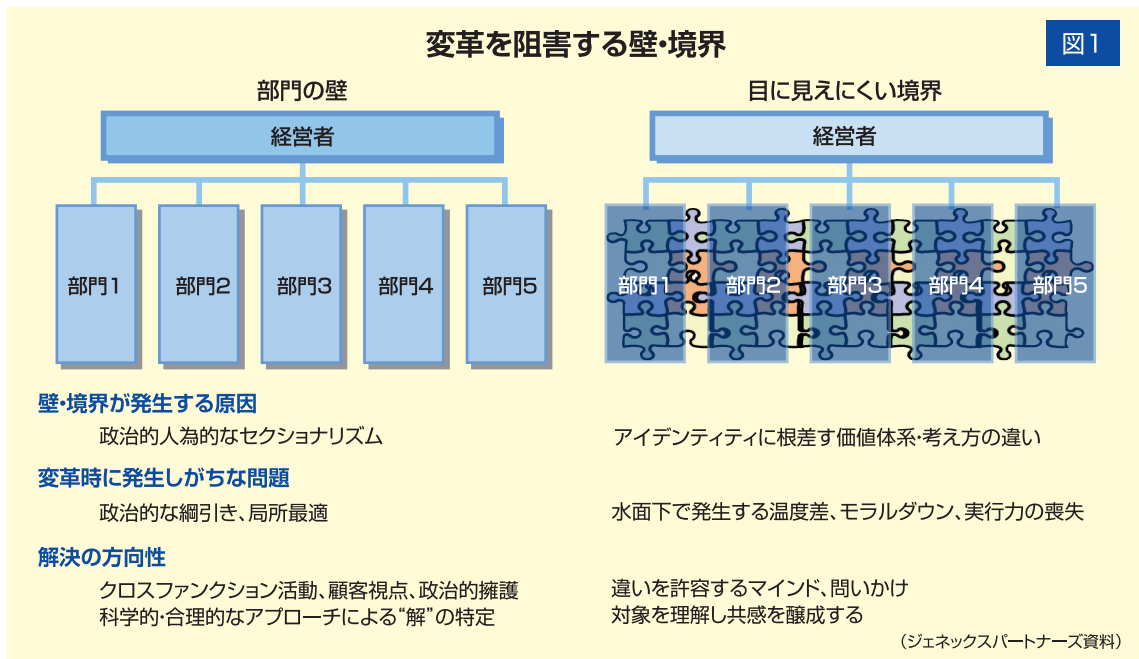 変革を阻害する壁・境界
図1
部門の壁
経営者
部門1
部門2
部門3
部門4
部門5
目に見えにくい境界
経営者
部門1
部門2
部門3
部門4
部門5
壁・境界が発生する原因
政治的人為的なセクショナリズム
アイデンティティに根差す価値体系・考え方の違い
変革時に発生しがちな問題
政治的な綱引き、局所最適
水面下で発生する温度差、モラルダウン、実行力の喪失
解決の方向性
クロスファンクション活動、顧客視点、政治的擁護
科学的・合理的なアプローチによる“解”の特定
違いを許容するマインド、問いかけ
対象を理解し共感を醸成する
（ジェネックスパートナーズ資料）